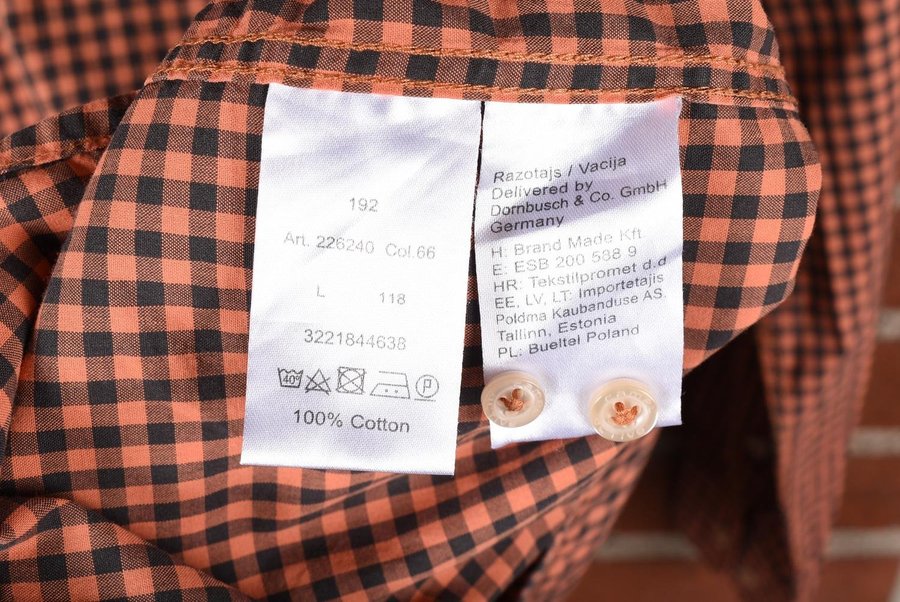 192
Art. 226240 Col.66
L 118
3221844638
40°
P
100% Cotton
Razotajs / Vacija
Delivered by
Dornbusch & Co. GmbH
Germany
H: Brand Made Kft
E: ESB 200 588 9
HR: Tekstilpromet d.d
EE, LV, LT: Importetajis
Poldma Kaubanduse AS.
Tallinn, Estonia
PL: Bueltel Poland